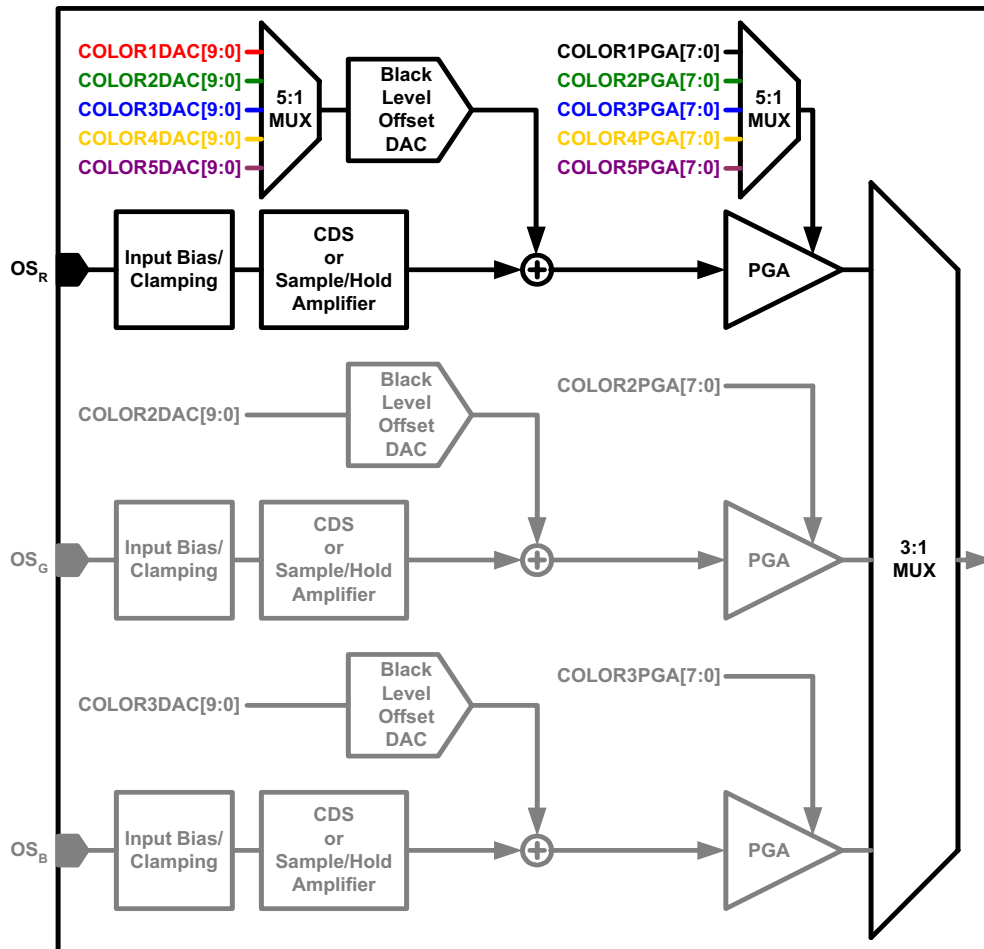 COLOR1DAC[9:0]
COLOR2DAC[9:0]
COLOR3DAC[9:0]
COLOR4DAC[9:0]
COLOR5DAC[9:0]
5:1
MUX
Black
Level
Offset
DAC
COLOR1PGA[7:0]
COLOR2PGA[7:0]
COLOR3PGA[7:0]
COLOR4PGA[7:0]
COLOR5PGA[7:0]
5:1
MUX
OSR
Input Bias/
Clamping
CDS
or
Sample/Hold
Amplifier
PGA
COLOR2DAC[9:0]
Black
Level
Offset
DAC
COLOR2PGA[7:0]
OSG
Input Bias/
Clamping
CDS
or
Sample/Hold
Amplifier
PGA
3:1
MUX
COLOR3DAC[9:0]
Black
Level
Offset
DAC
COLOR3PGA[7:0]
OSB
Input Bias/
Clamping
CDS
or
Sample/Hold
Amplifier
PGA